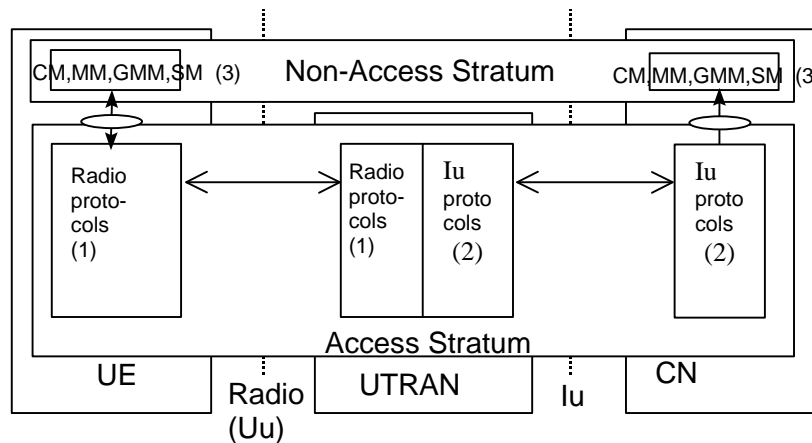 CM,MM,GMM,SM (3)
Non-Access Stratum
CM,MM,GMM,SM (3
Radio
proto-
cols
(1)
Radio
proto-
cols
(1)
Iu
proto
cols
(2)
Iu
proto
cols
(2)
Access Stratum
UE
Radio
(Uu)
UTRAN
Iu
CN